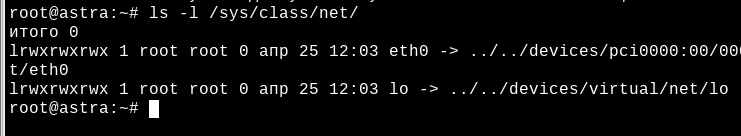 root@astra:~# ls -l /sys/class/net/
итого 0
lrwxrwxrwx 1 root root 0 апр 25 12:03 eth0 -> ../../devices/pci0000:00/000
t/eth0
lrwxrwxrwx 1 root root 0 апр 25 12:03 lo -> ../../devices/virtual/net/lo
root@astra:~#